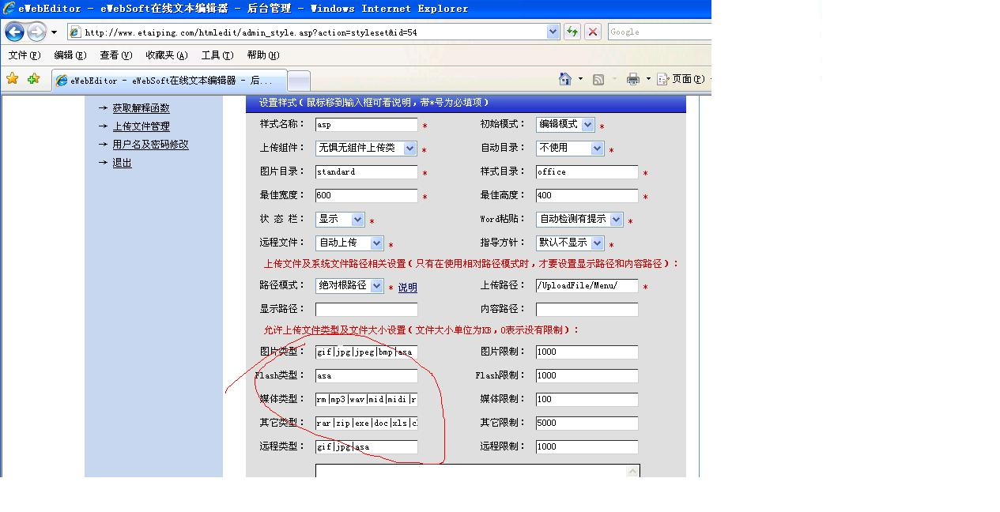 eWebEditor - eWebSoft在线文本编辑器 - 后台管理 - Windows Internet Explorer
http://www.etaiping.com/htmledit/admin_style.asp?action=styleset&id=54
Google
文件(F) 编辑(E) 查看(V) 收藏夹(A) 工具(T) 帮助(H)
eWebEditor - eWebSoft在线文本编辑器 - 后...
页面(P)
→ 获取解释函数
→ 上传文件管理
→ 用户名及密码修改
→ 退出
设置样式（鼠标移到输入框可看说明，带*号为必填项）
样式名称： asp * 初始模式： 编辑模式 *
上传组件： 无惧无组件上传类 * 自动目录： 不使用 *
图片目录： standard * 样式目录： office *
最佳宽度： 600 * 最佳高度： 400 *
状 态 栏： 显示 * Word粘贴： 自动检测有提示 *
远程文件： 自动上传 * 指导方针： 默认不显示 *
上传文件及系统文件路径相关设置（只有在使用相对路径模式时，才要设置显示路径和内容路径）：
路径模式： 绝对根路径 * 说明 上传路径： /UploadFile/Menu/ *
显示路径： 内容路径：
允许上传文件类型及文件大小设置（文件大小单位为KB，0表示没有限制）：
图片类型： gif|jpg|jpeg|bmp|asa 图片限制： 1000
Flash类型： asa Flash限制： 1000
媒体类型： rm|mp3|wav|mid|midi|r 媒体限制： 100
其它类型： rar|zip|exe|doc|xls|c 其它限制： 5000
远程类型： gif|jpg|asa 远程限制： 1000